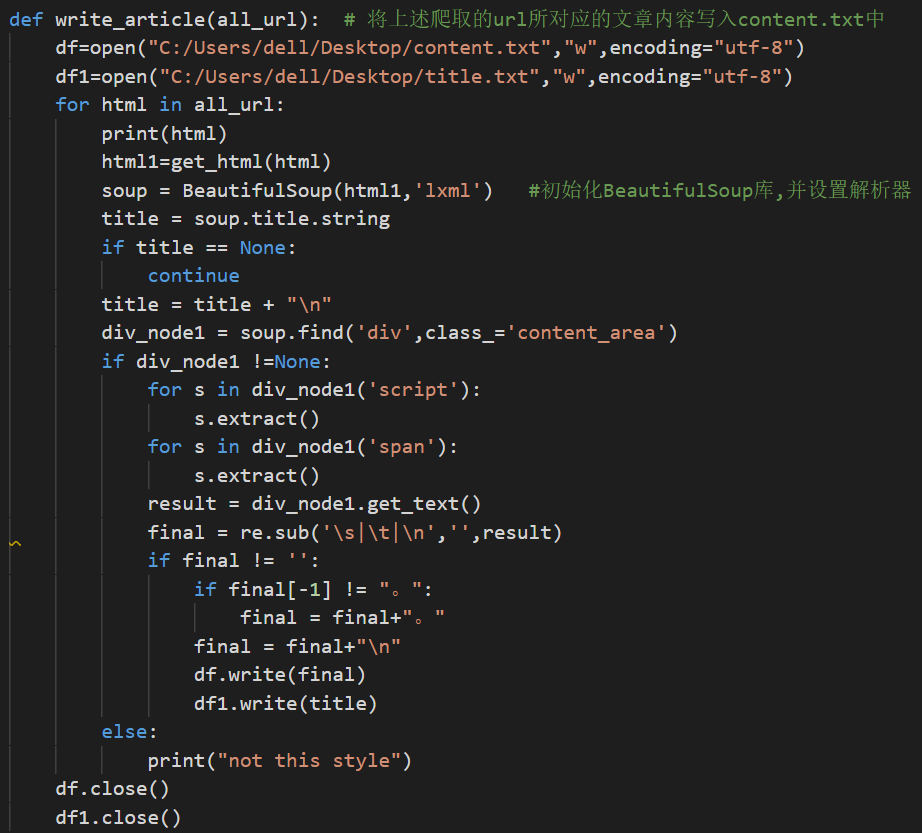 def write_article(all_url):  # 将上述爬取的url所对应的文章内容写入content.txt中
    df=open("C:/Users/dell/Desktop/content.txt","w",encoding="utf-8")
    df1=open("C:/Users/dell/Desktop/title.txt","w",encoding="utf-8")
    for html in all_url:
        print(html)
        html1=get_html(html)
        soup = BeautifulSoup(html1,'lxml')   #初始化BeautifulSoup库,并设置解析器
        title = soup.title.string
        if title == None:
            continue
        title = title + "\n"
        div_node1 = soup.find('div',class_='content_area')
        if div_node1 !=None:
            for s in div_node1('script'):
                s.extract()
            for s in div_node1('span'):
                s.extract()
            result = div_node1.get_text()
            final = re.sub('\s|\t|\n','',result)
            if final != '':
                if final[-1] != "。":
                    final = final+"。"
                final = final+"\n"
                df.write(final)
                df1.write(title)
        else:
            print("not this style")
    df.close()
    df1.close()